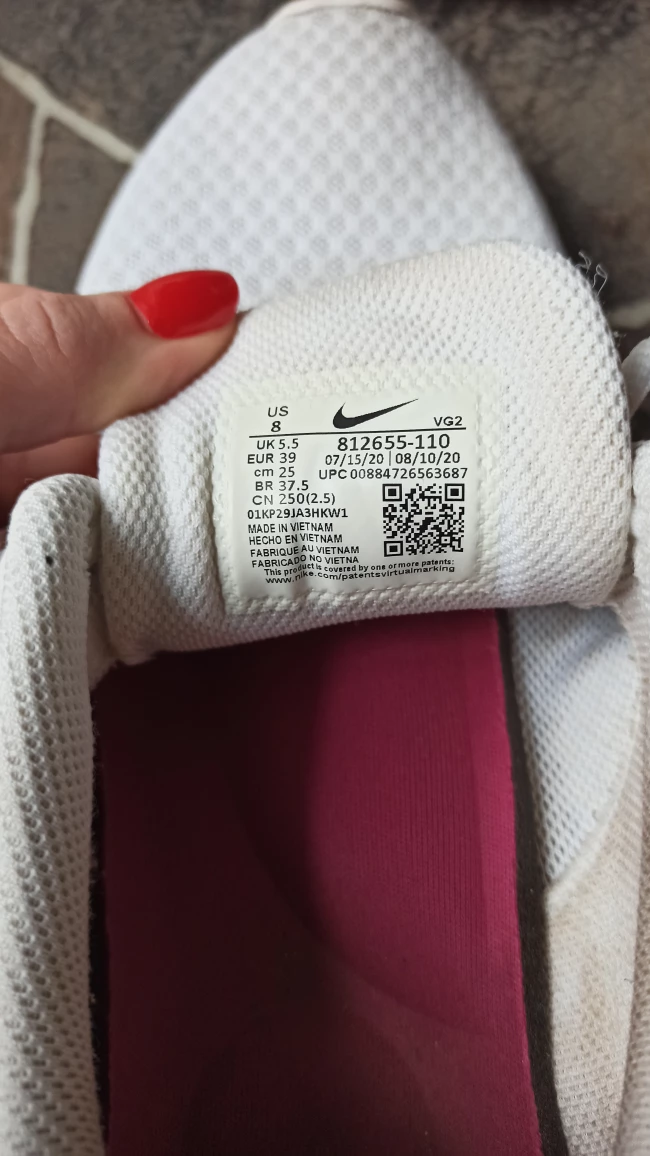 US
8
VG2
UK 5.5
812655-110
EUR 39
07/15/20 | 08/10/20
cm 25
UPC 00884726563687
BR 37.5
CN 250(2.5)
01KP29JA3HKW1
MADE IN VIETNAM
HECHO EN VIETNAM
FABRIQUE AU VIETNAM
FABRICADO NO VIETNA
This product is covered by one or more patents:
www.nike.com/patentsvirtualmarking